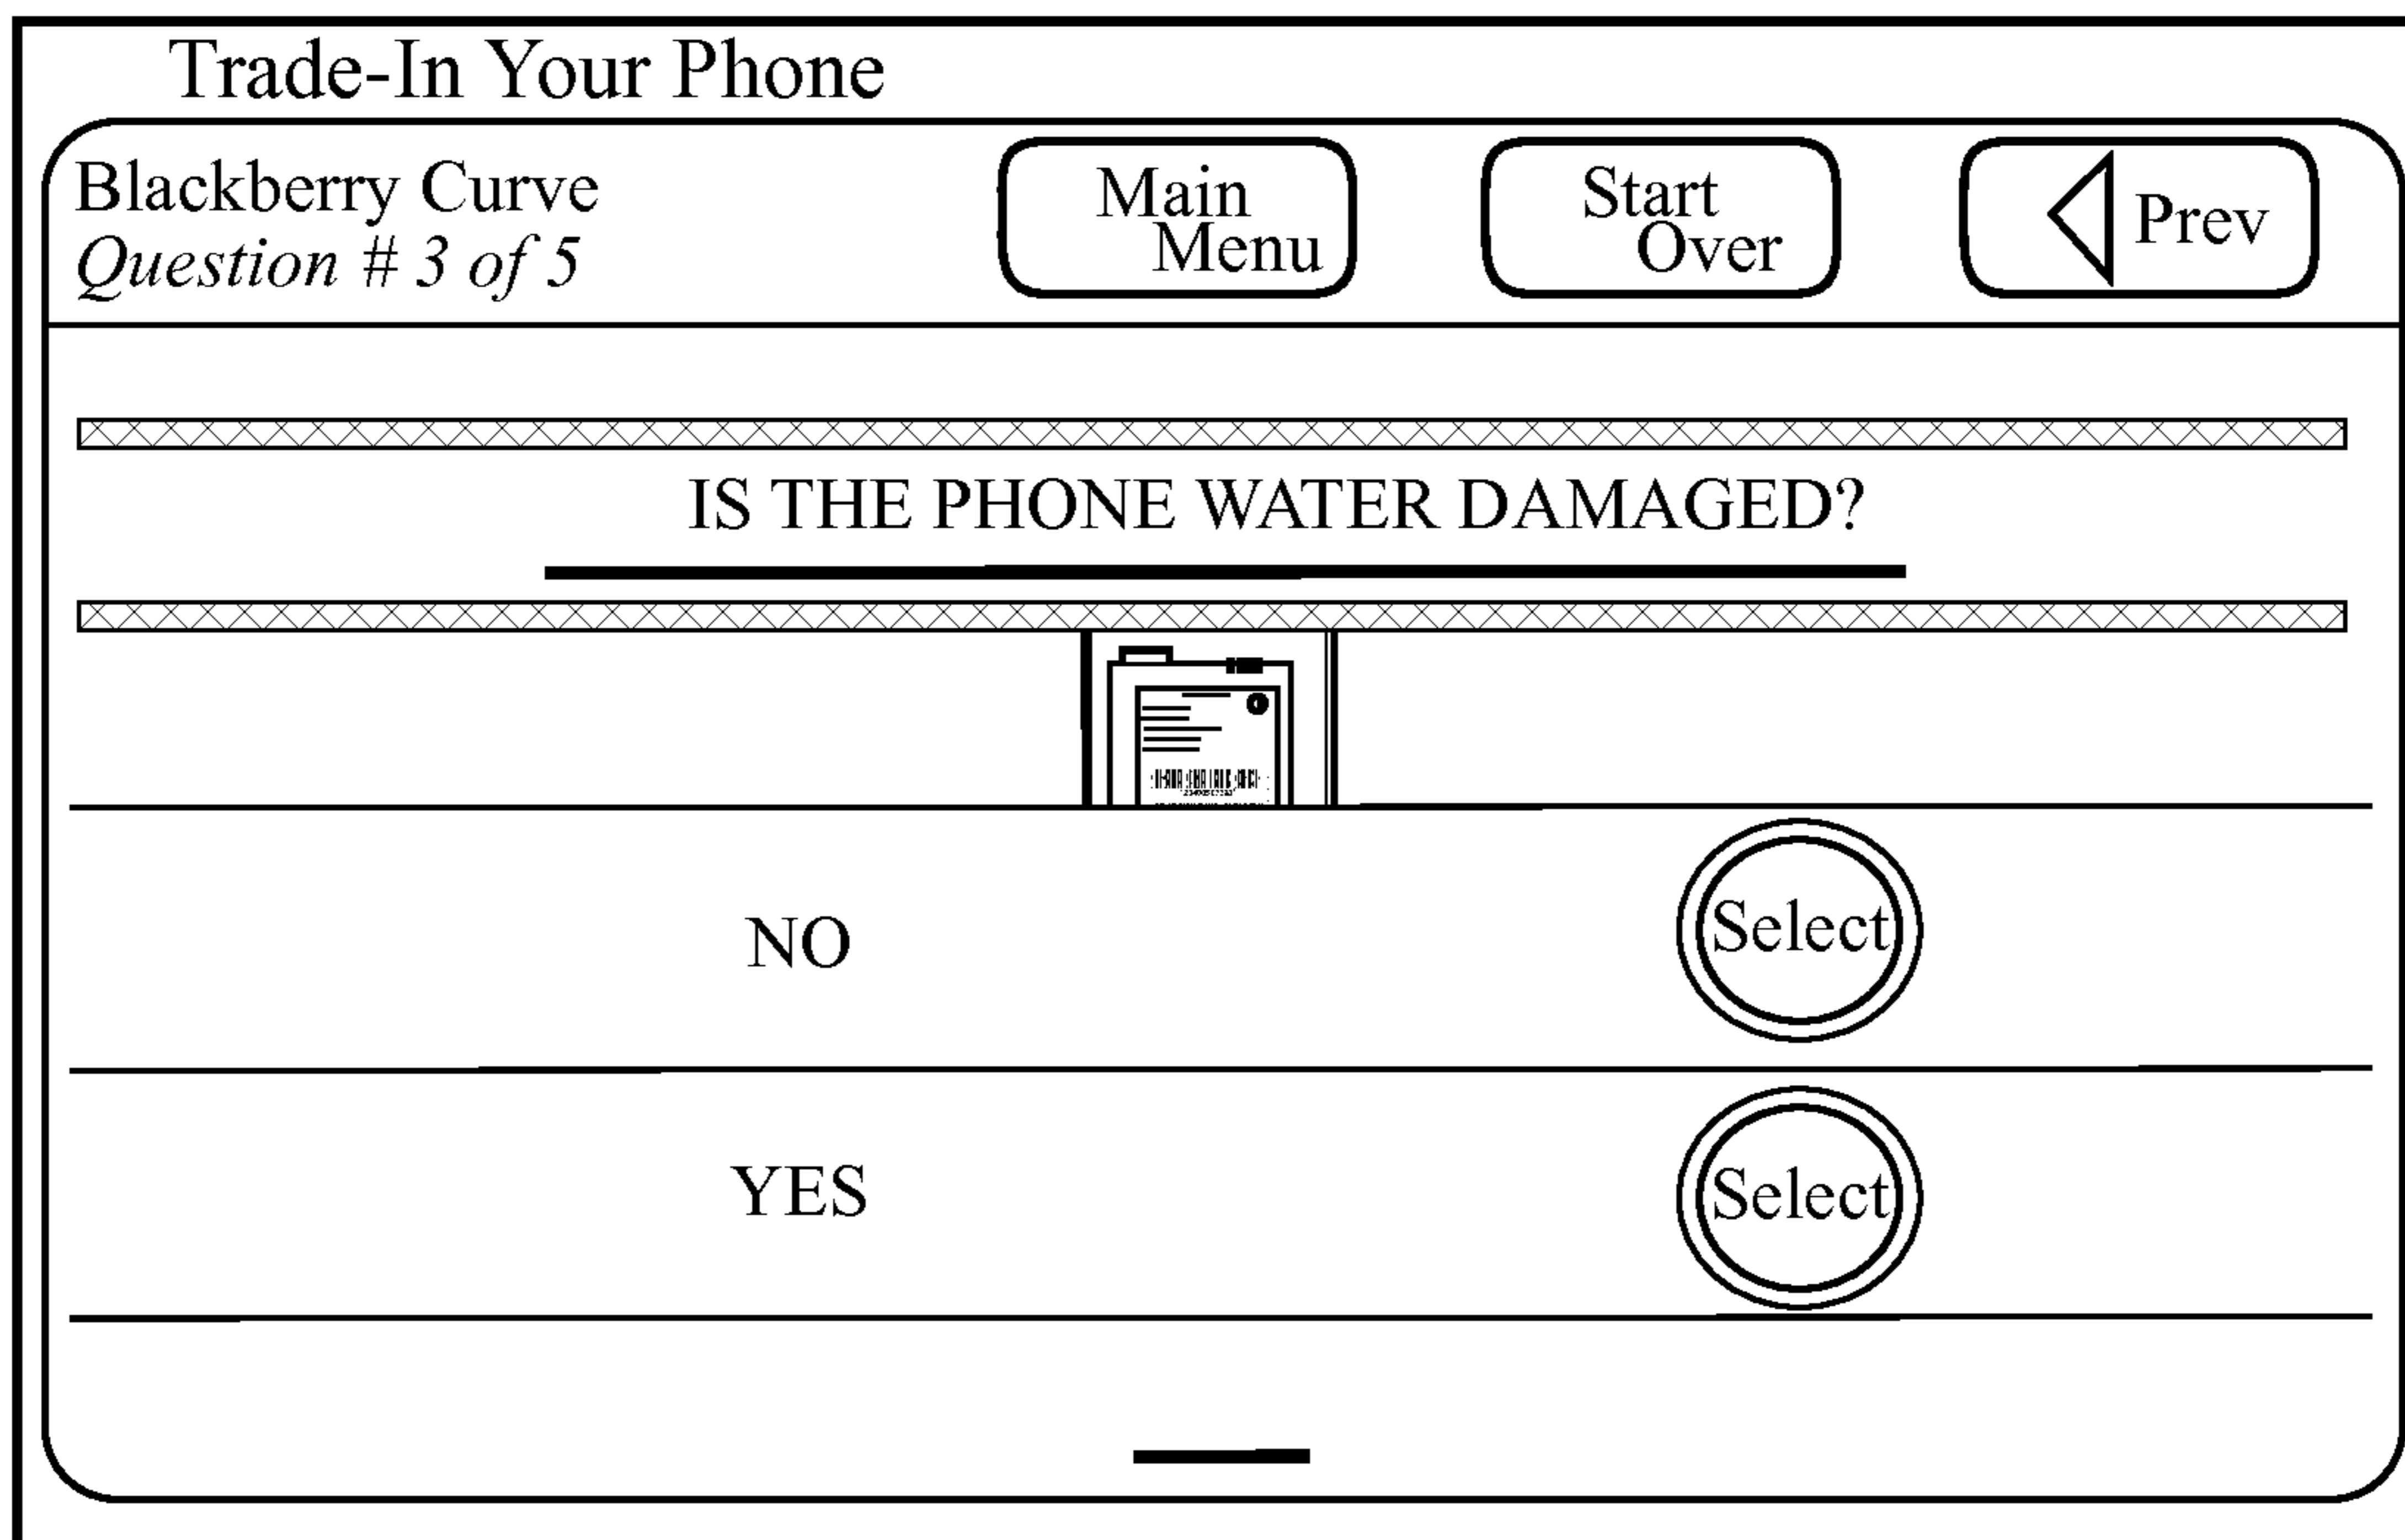 Trade-In Your Phone
Blackberry Curve
Question # 3 of 5
Main
Menu
Start
Over
Prev
IS THE PHONE WATER DAMAGED?
NO
Select
YES
Select